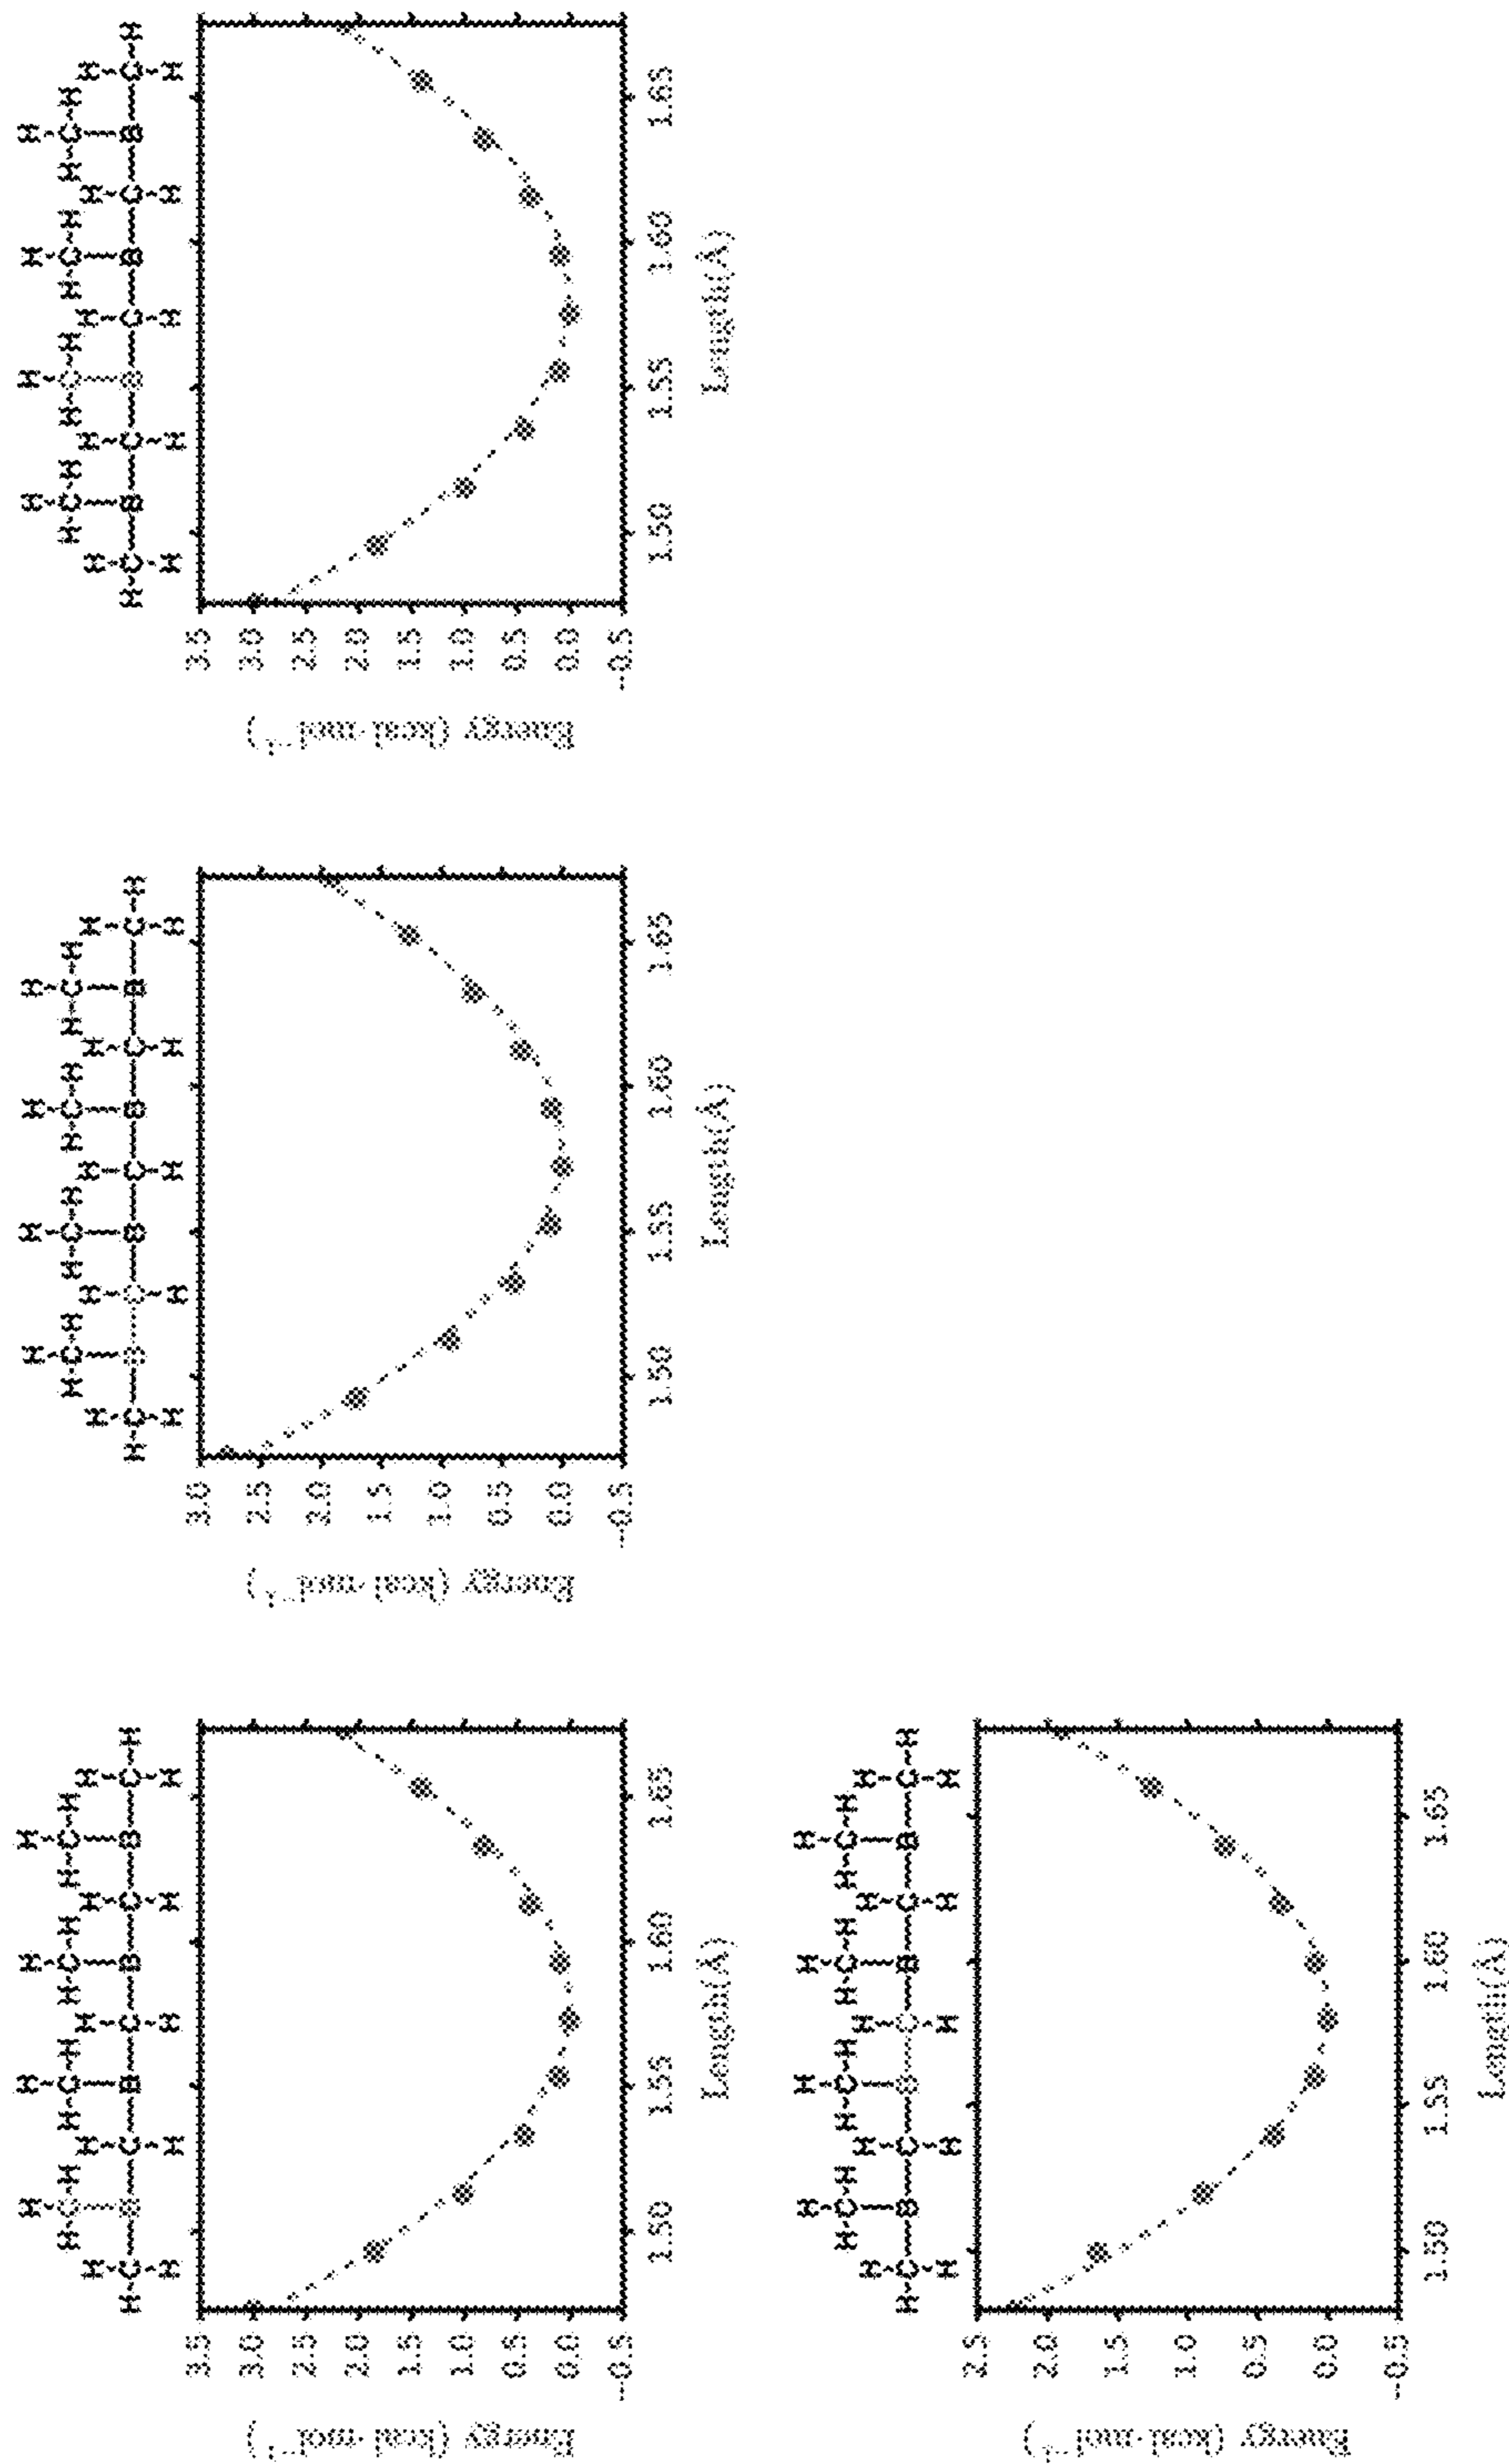 H H H H
H-C-H H-C-H H-C-H H-C-H
H H H H H
H-C-B-C-B-C-B-C-B-C-H
H H H H H
3.5
3.0
2.5
2.0
1.5
1.0
0.5
0.0
-0.5
Energy (kcal·mol⁻¹)
1.50 1.55 1.60 1.65
Length(Å)
H H H H
H-C-H H-C-H H-C-H H-C-H
H H H H H
H-C-B-C-B-C-B-C-B-C-H
H H H H H
3.0
2.5
2.0
1.5
1.0
0.5
0.0
-0.5
Energy (kcal·mol⁻¹)
1.50 1.55 1.60 1.65
Length(Å)
H H H H
H-C-H H-C-H H-C-H H-C-H
H H H H H
H-C-B-C-B-C-B-C-B-C-H
H H H H H
3.5
3.0
2.5
2.0
1.5
1.0
0.5
0.0
-0.5
Energy (kcal·mol⁻¹)
1.50 1.55 1.60 1.65
Length(Å)
H H H H
H-C-H H-C-H H-C-H H-C-H
H H H H H
H-C-B-C-B-C-B-C-B-C-H
H H H H H
2.5
2.0
1.5
1.0
0.5
0.0
-0.5
Energy (kcal·mol⁻¹)
1.50 1.55 1.60 1.65
Length(Å)